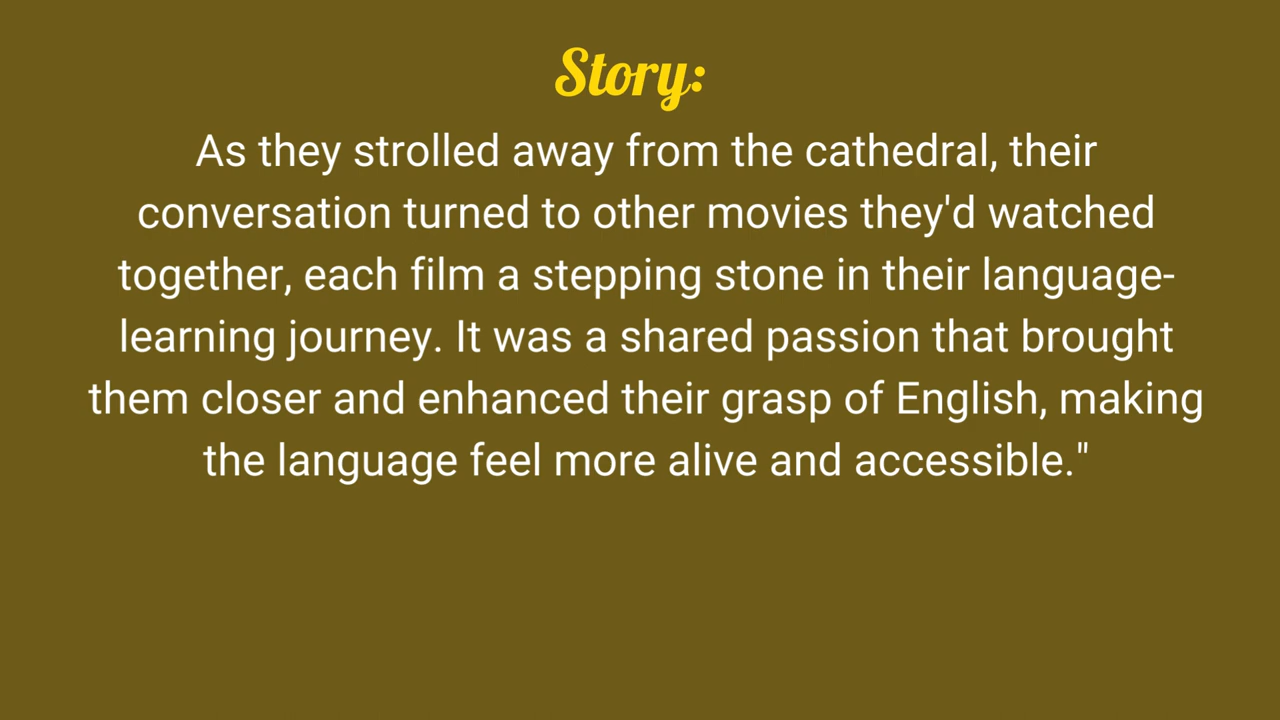 Story:
As they strolled away from the cathedral, their
conversation turned to other movies they'd watched
together, each film a stepping stone in their language-
learning journey. It was a shared passion that brought
them closer and enhanced their grasp of English, making
the language feel more alive and accessible."